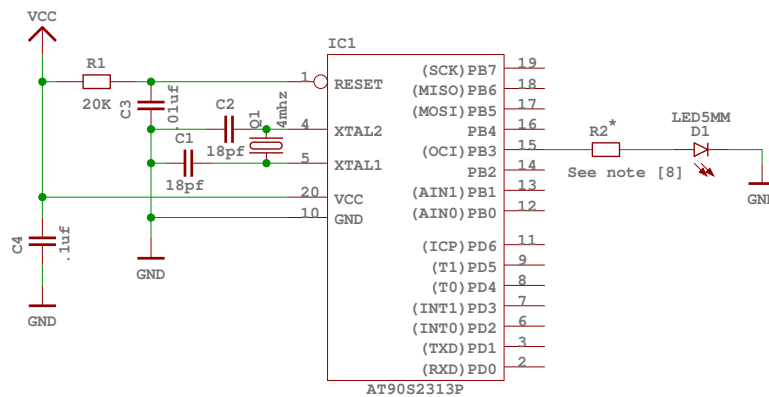 VCC
R1
20K
C3
.01uf
C2
18pf
Q1
4mhz
C1
18pf
C4
.1uf
GND
GND
IC1
1 RESET
4 XTAL2
5 XTAL1
20 VCC
10 GND
(SCK)PB7 19
(MISO)PB6 18
(MOSI)PB5 17
PB4 16
(OCI)PB3 15
PB2 14
(AIN1)PB1 13
(AIN0)PB0 12
(ICP)PD6 11
(T1)PD5 9
(T0)PD4 8
(INT1)PD3 7
(INT0)PD2 6
(TXD)PD1 3
(RXD)PD0 2
AT90S2313P
R2*
See note [8]
LED5MM
D1
GND